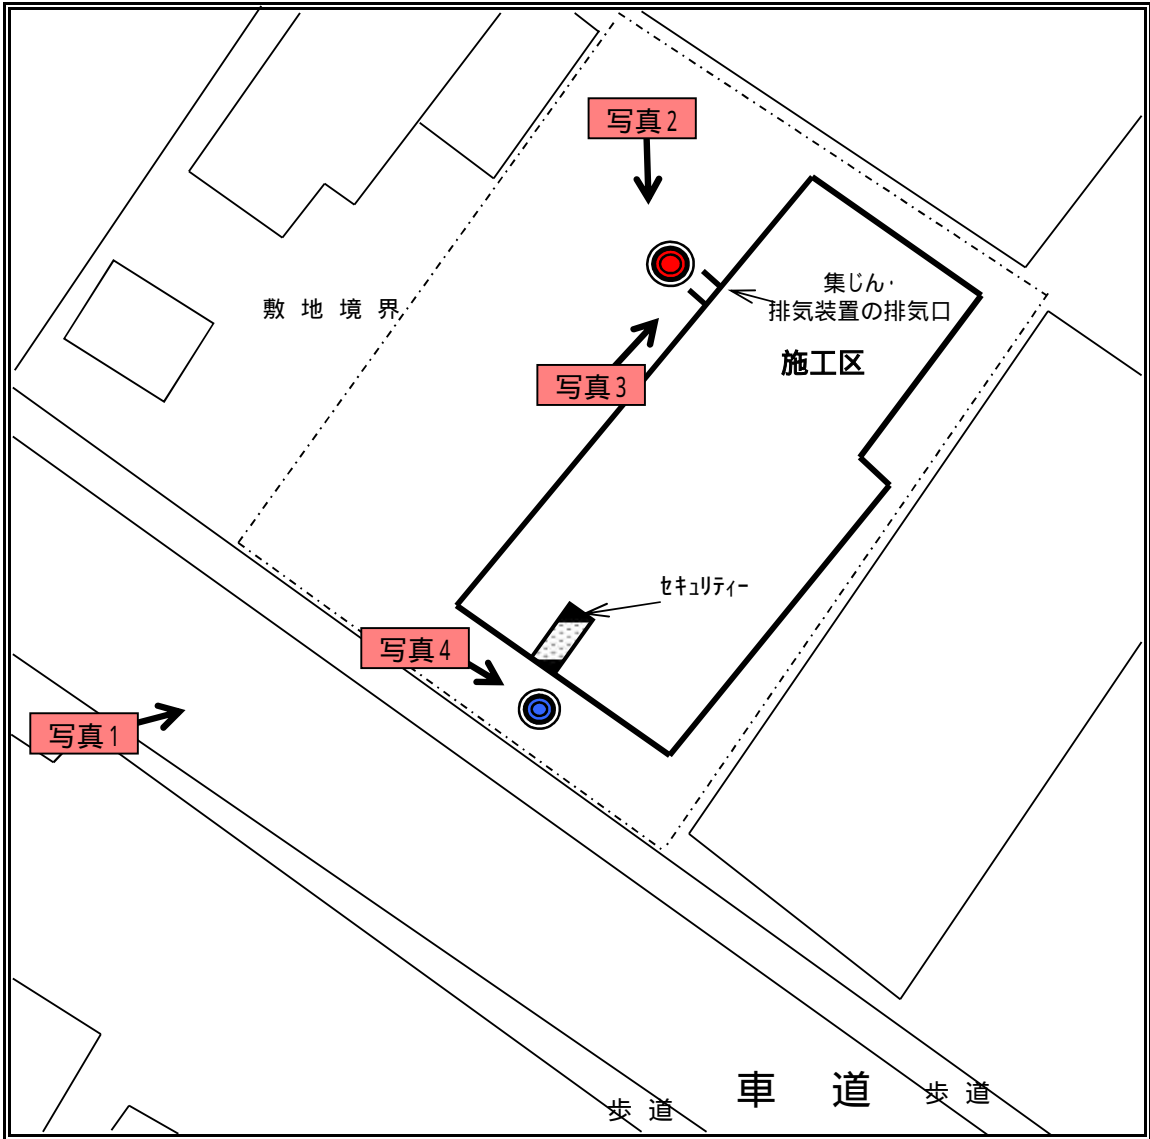 写真2
集じん・
排気装置の排気口
敷 地 境 界
施工区
写真3
セキュリティー
写真4
写真1
車 道
歩 道
歩 道